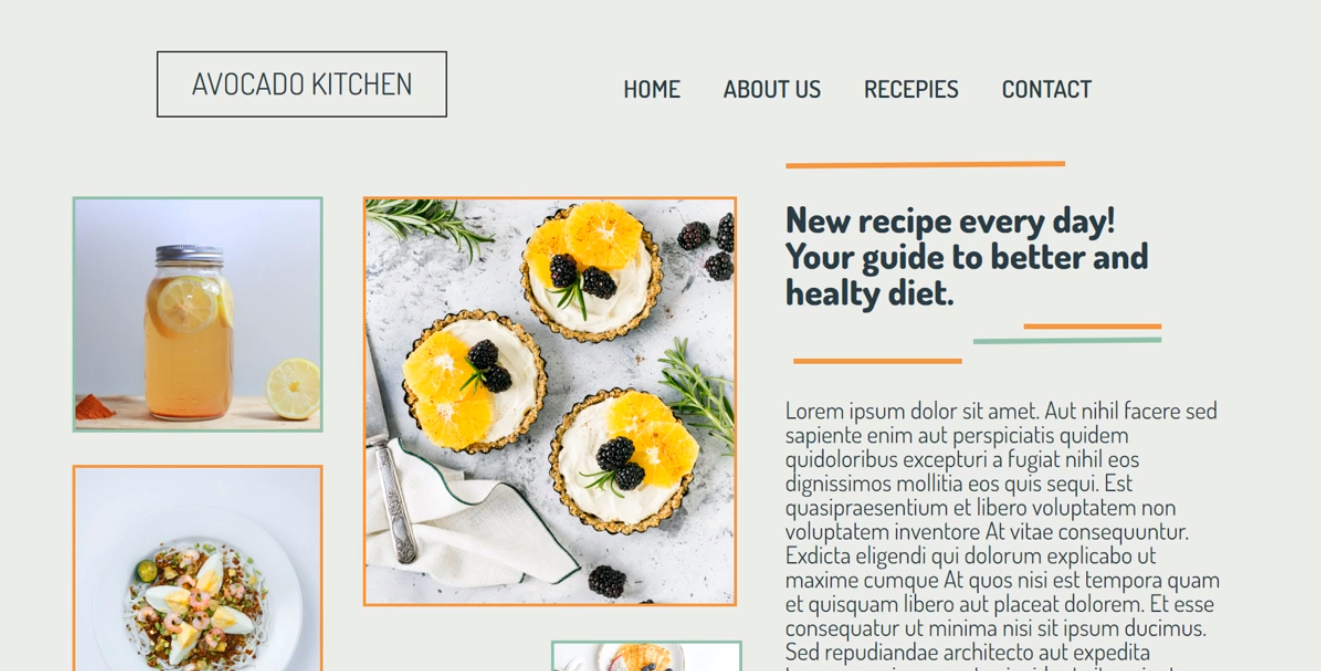 AVOCADO KITCHEN
HOME ABOUT US RECEPIES CONTACT
New recipe every day!
Your guide to better and
healty diet.
Lorem ipsum dolor sit amet. Aut nihil facere sed
sapiente enim aut perspiciatis quidem
quidoloribus excepturi a fugiat nihil eos
dignissimos mollitia eos quis sequi. Est
quasipraesentium et libero voluptatem non
voluptatem inventore At vitae consequuntur.
Exdicta eligendi qui dolorum explicabo ut
maxime cumque At quos nisi est tempora quam
et quisquam libero aut placeat dolorem. Et esse
consequatur ut minima nisi sit ipsum ducimus.
Sed repudiandae architecto aut expedita